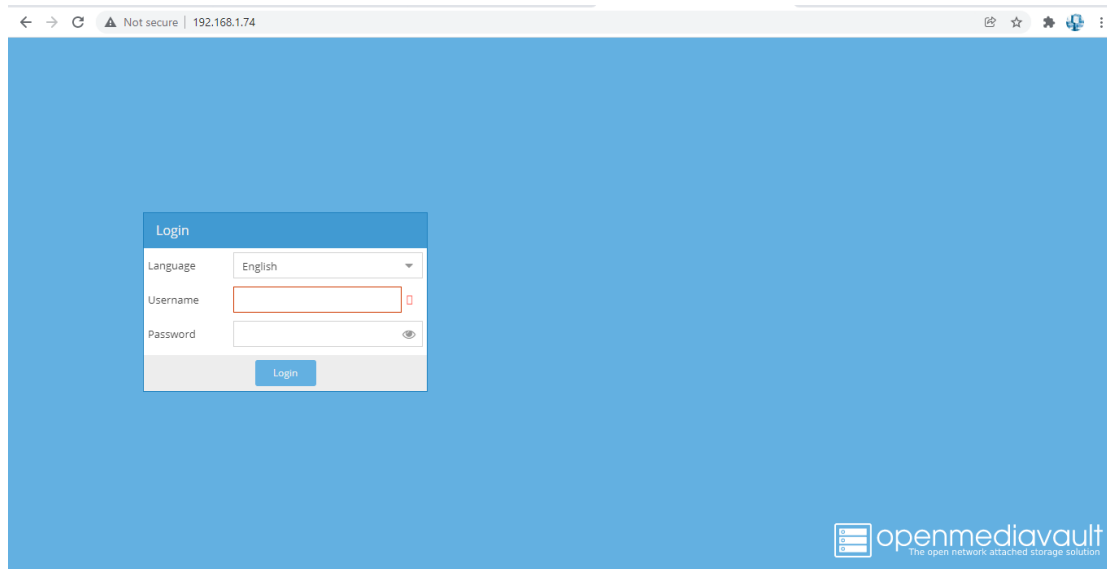 Not secure | 192.168.1.74
Login
Language English
Username
Password
Login
openmediavault
The open network attached storage solution